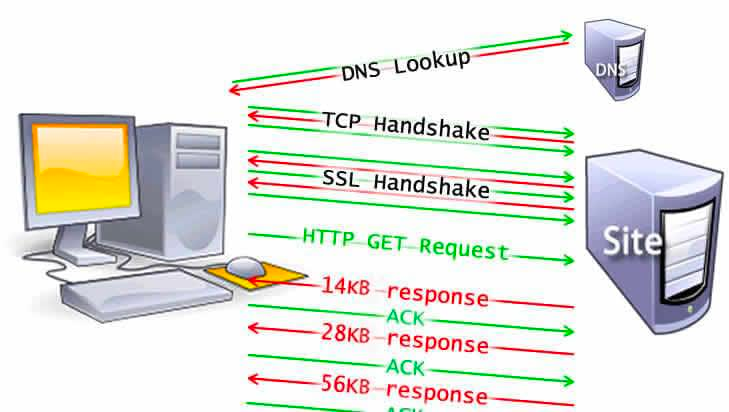 DNS Lookup
DNS
TCP Handshake
SSL Handshake
Site
HTTP GET Request
14KB response
ACK
28KB response
ACK
56KB response
ACK